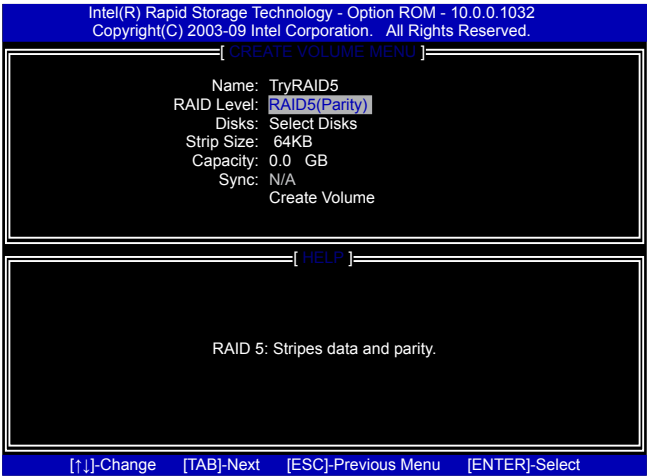 Intel(R) Rapid Storage Technology - Option ROM - 10.0.0.1032
Copyright(C) 2003-09 Intel Corporation. All Rights Reserved.
[ CREATE VOLUME MENU ]
Name: TryRAID5
RAID Level: RAID5(Parity)
Disks: Select Disks
Strip Size: 64KB
Capacity: 0.0 GB
Sync: N/A
Create Volume
[ HELP ]
RAID 5: Stripes data and parity.
[↑↓]-Change [TAB]-Next [ESC]-Previous Menu [ENTER]-Select